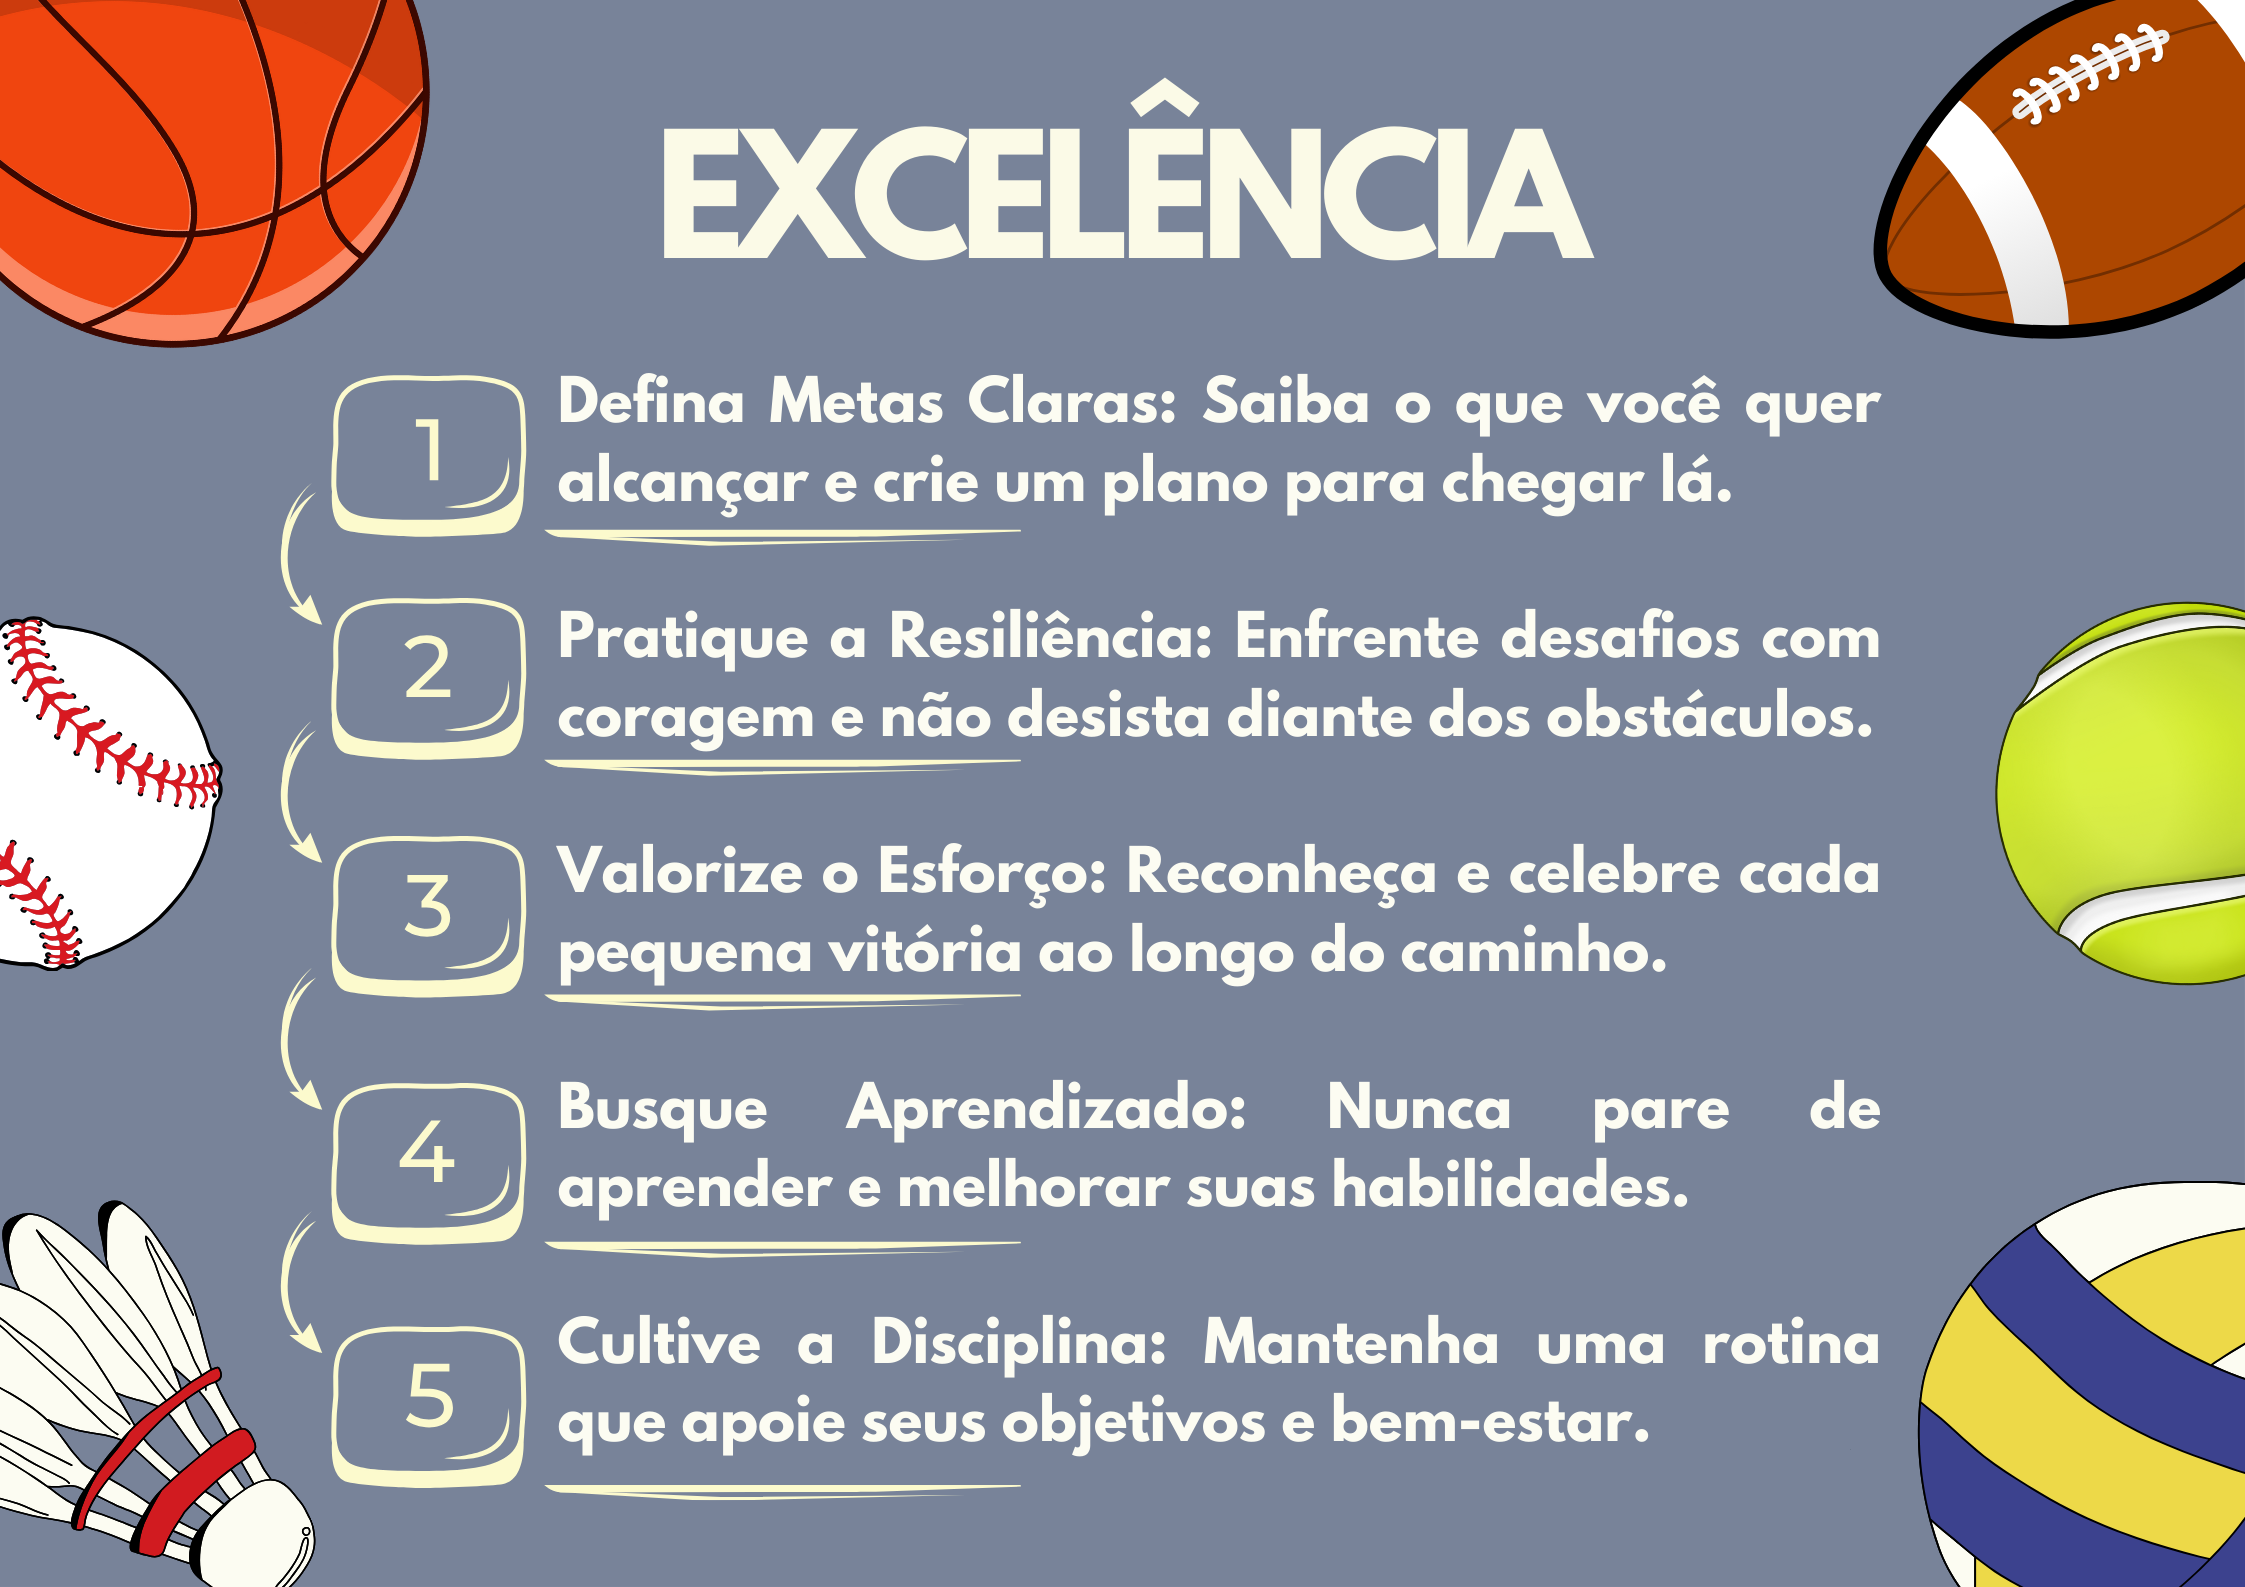 EXCELÊNCIA
1
Defina Metas Claras: Saiba o que você quer
alcançar e crie um plano para chegar lá.
2
Pratique a Resiliência: Enfrente desafios com
coragem e não desista diante dos obstáculos.
3
Valorize o Esforço: Reconheça e celebre cada
pequena vitória ao longo do caminho.
4
Busque Aprendizado: Nunca pare de
aprender e melhorar suas habilidades.
5
Cultive a Disciplina: Mantenha uma rotina
que apoie seus objetivos e bem-estar.